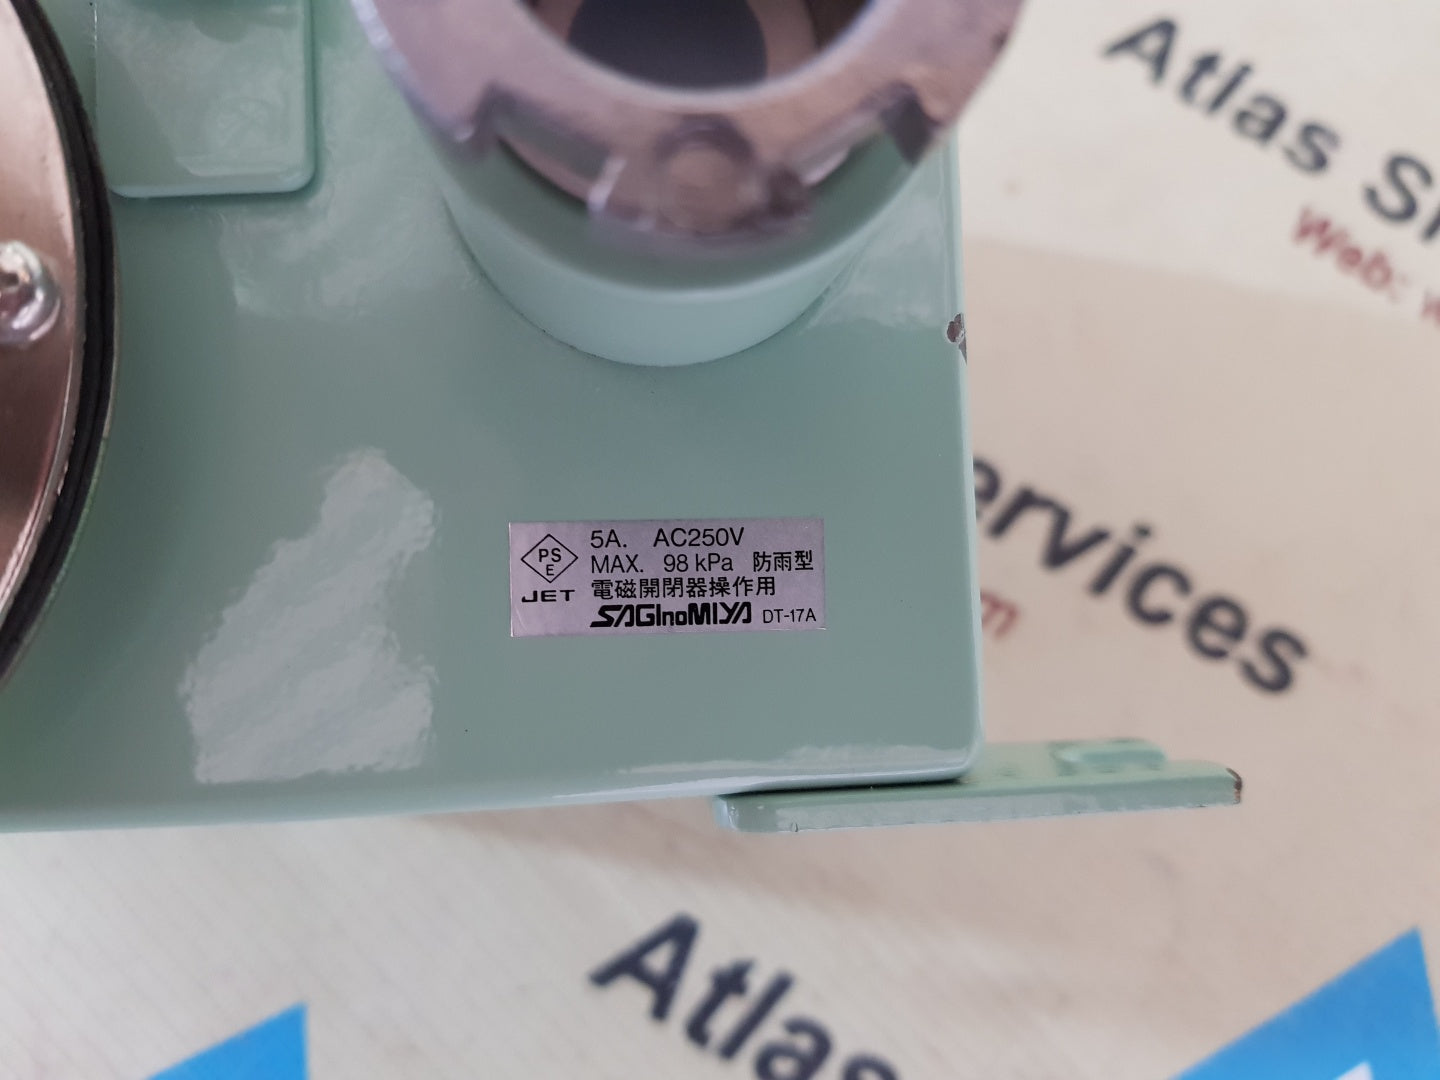 Atlas
Web:
5A. AC250V
PS
E
MAX. 98 kPa 防雨型
JET
電磁開閉器操作用
SAGInoMIYA DT-17A
ervices
m
Atlas